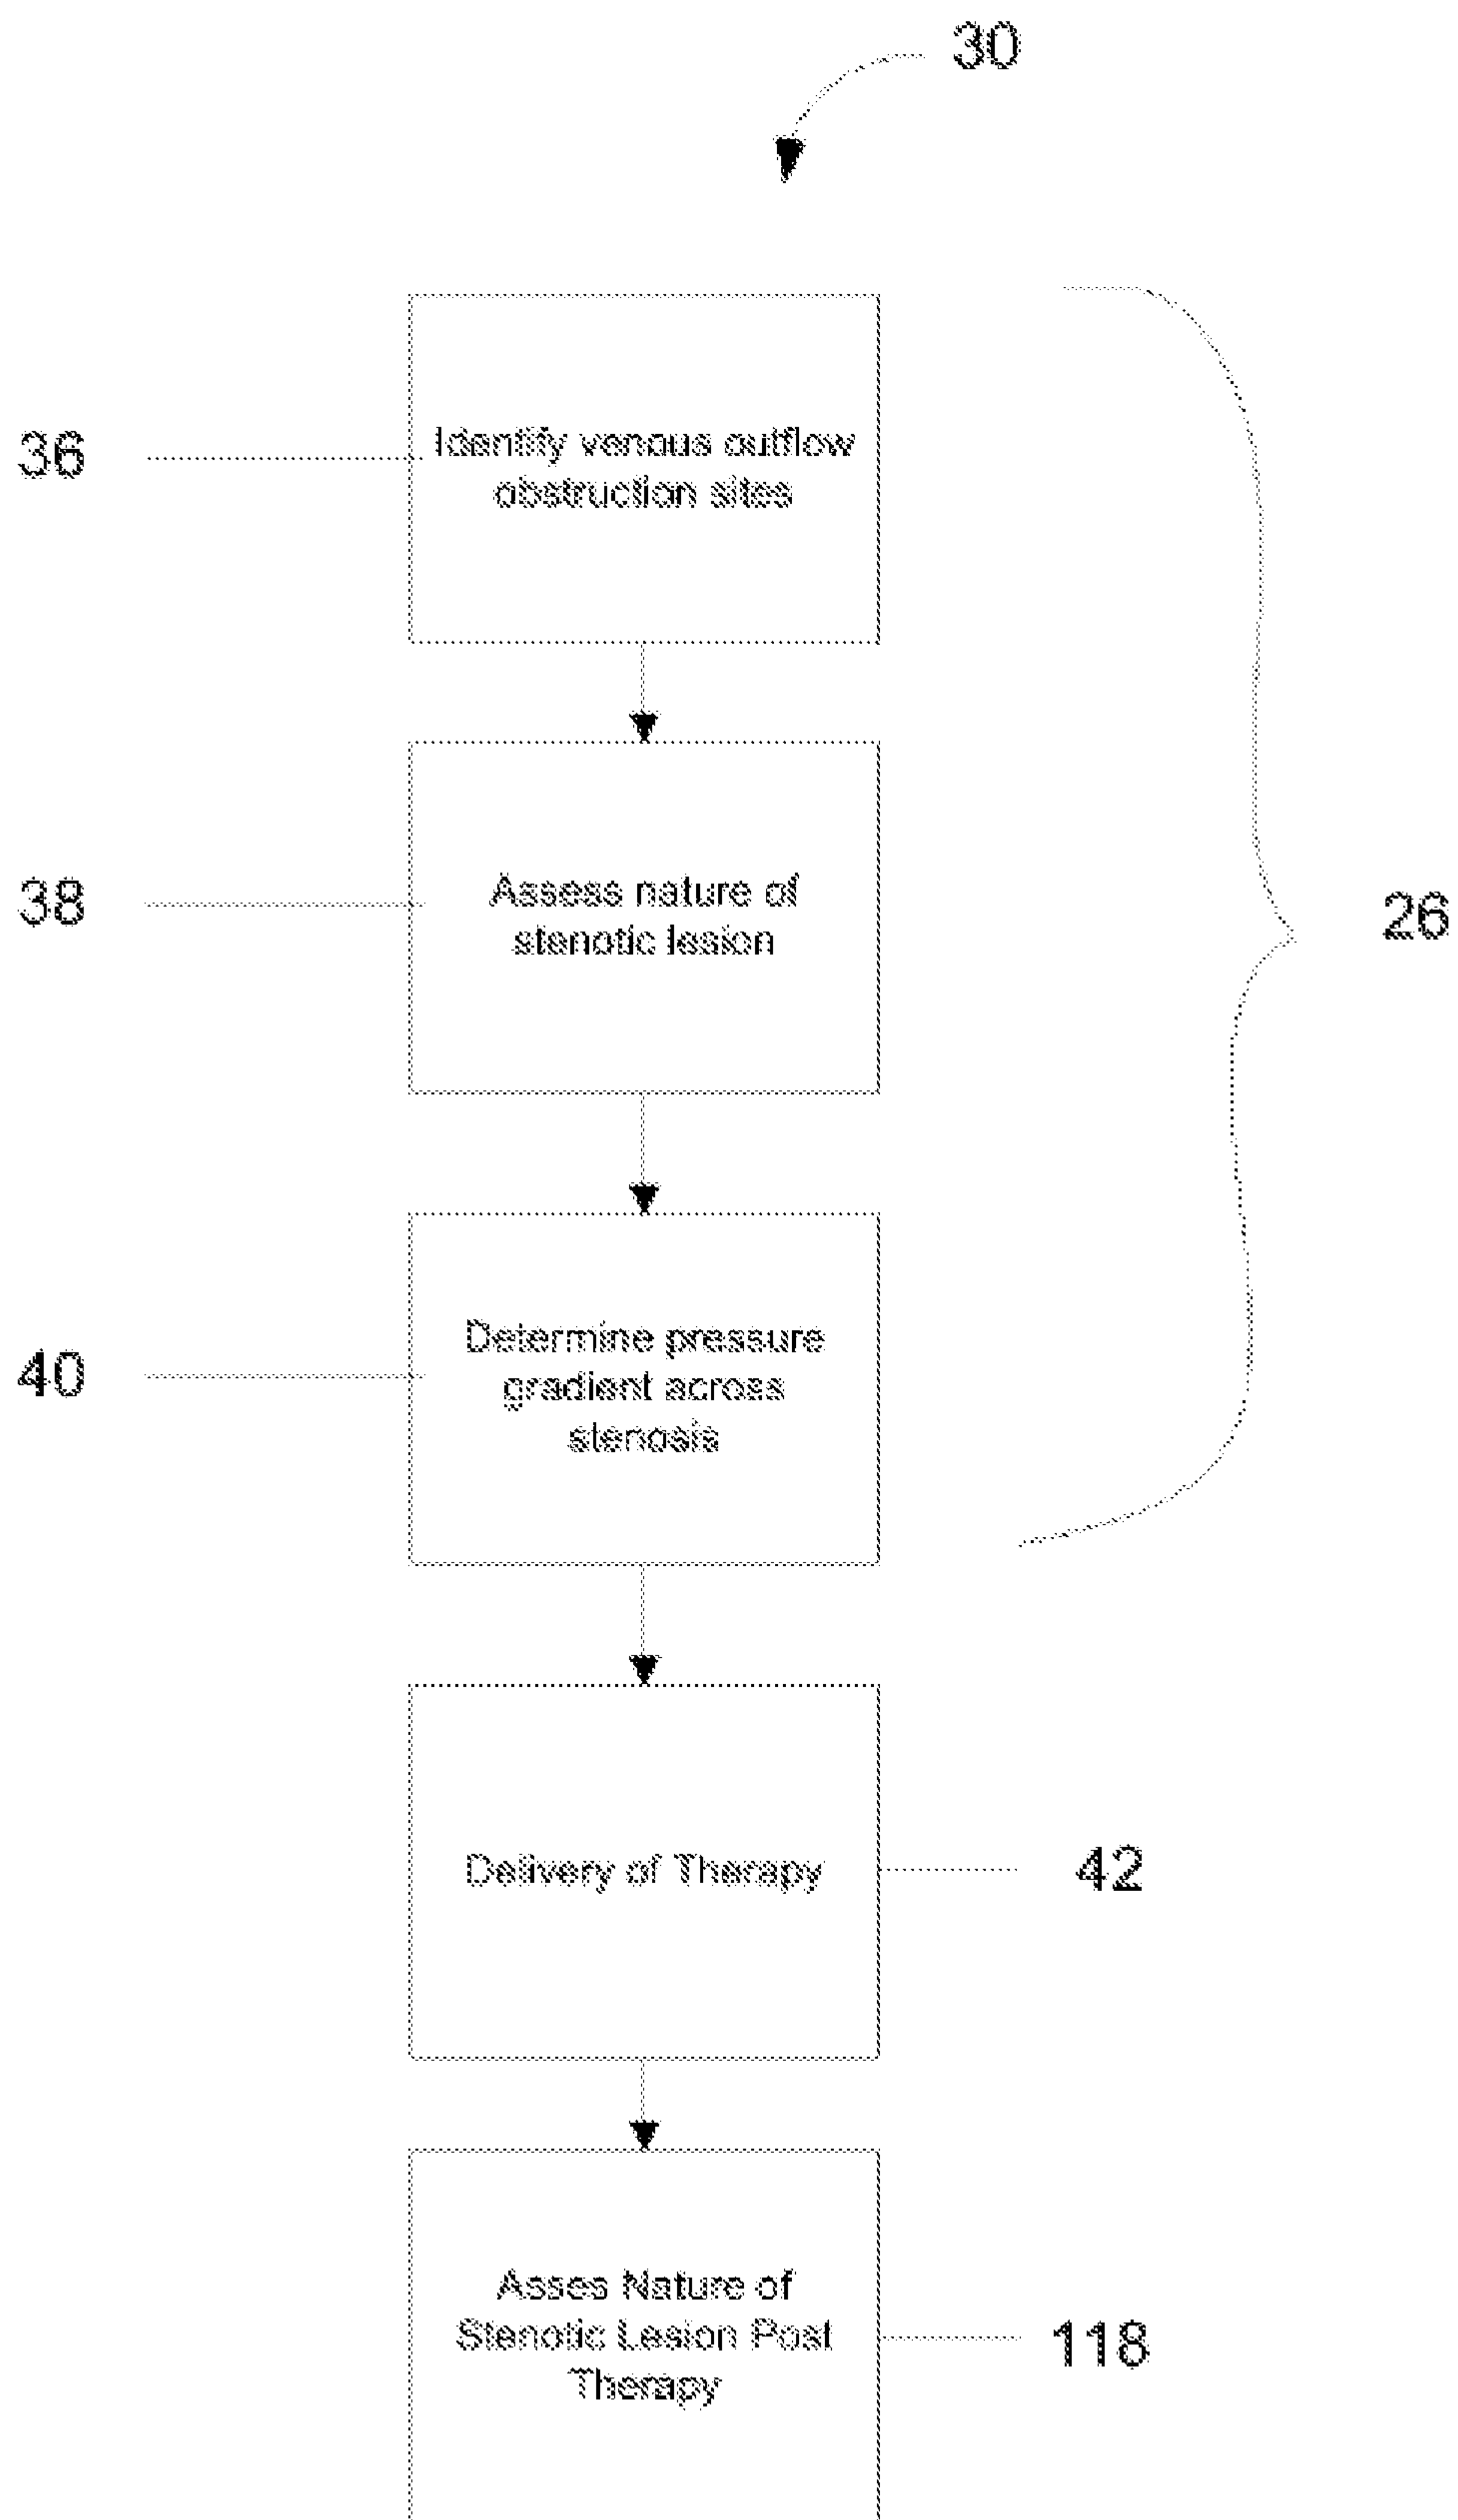 30
36
Identify venous outflow
obstruction sites
38
Assess nature of
stenotic lesion
26
40
Determine pressure
gradient across
stenosis
Delivery of Therapy
42
Asses Nature of
Stenotic Lesion Post
Therapy
118